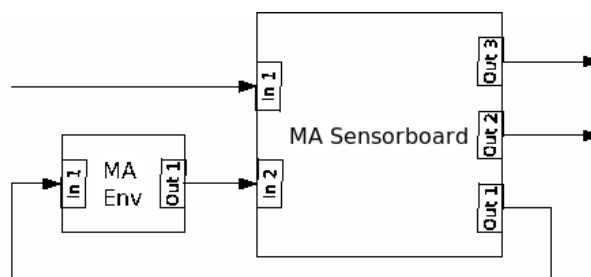 In 1
Out 3
MA Sensorboard
Out 2
In 1
MA
Env
Out 1
In 2
Out 1